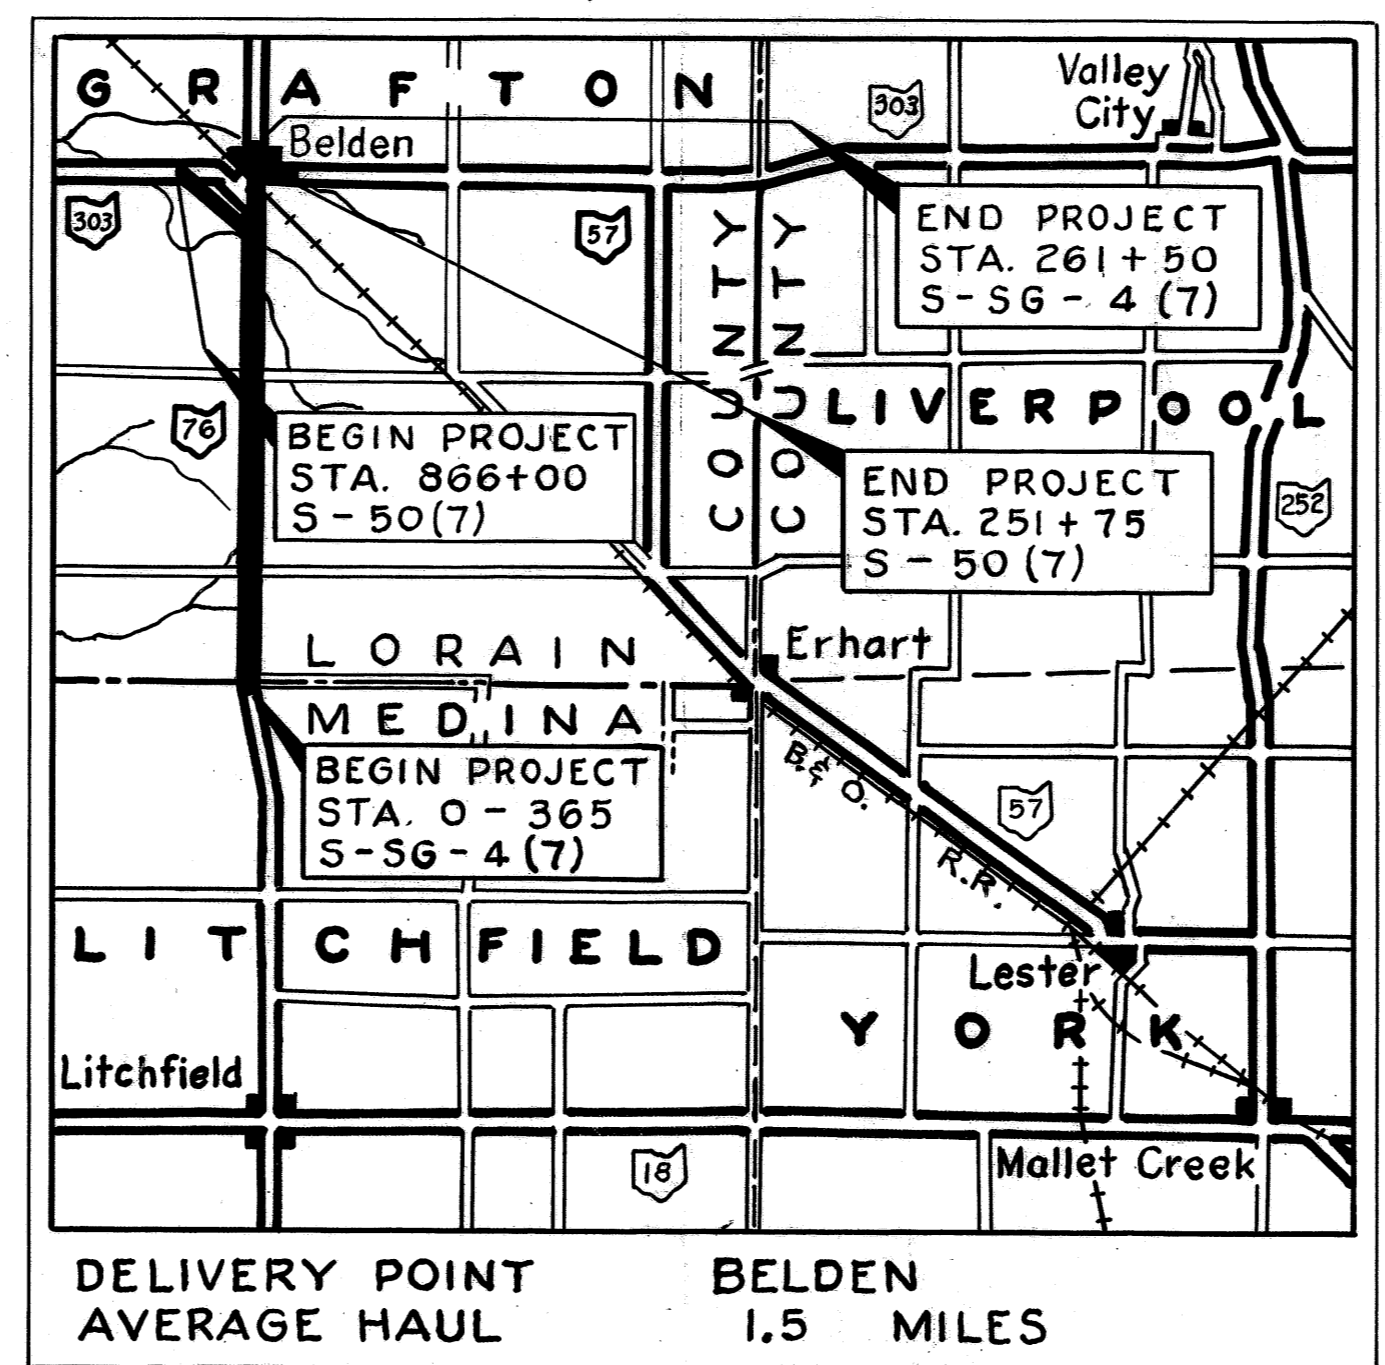 GRAFTON
Valley
City
303
Belden
303
57
COUNTY
COUNTY
END PROJECT
STA. 261+50
S-SG-4 (7)
76
LIVERPOOL
BEGIN PROJECT
STA. 866+00
S-50(7)
END PROJECT
STA. 251+75
S-50 (7)
252
LORAIN
Erhart
MEDINA
BEGIN PROJECT
STA. 0-365
S-SG-4 (7)
B.&O.
R.R.
57
LITCHFIELD
Lester
YORK
Litchfield
18
Mallet Creek
DELIVERY POINT BELDEN
AVERAGE HAUL 1.5 MILES